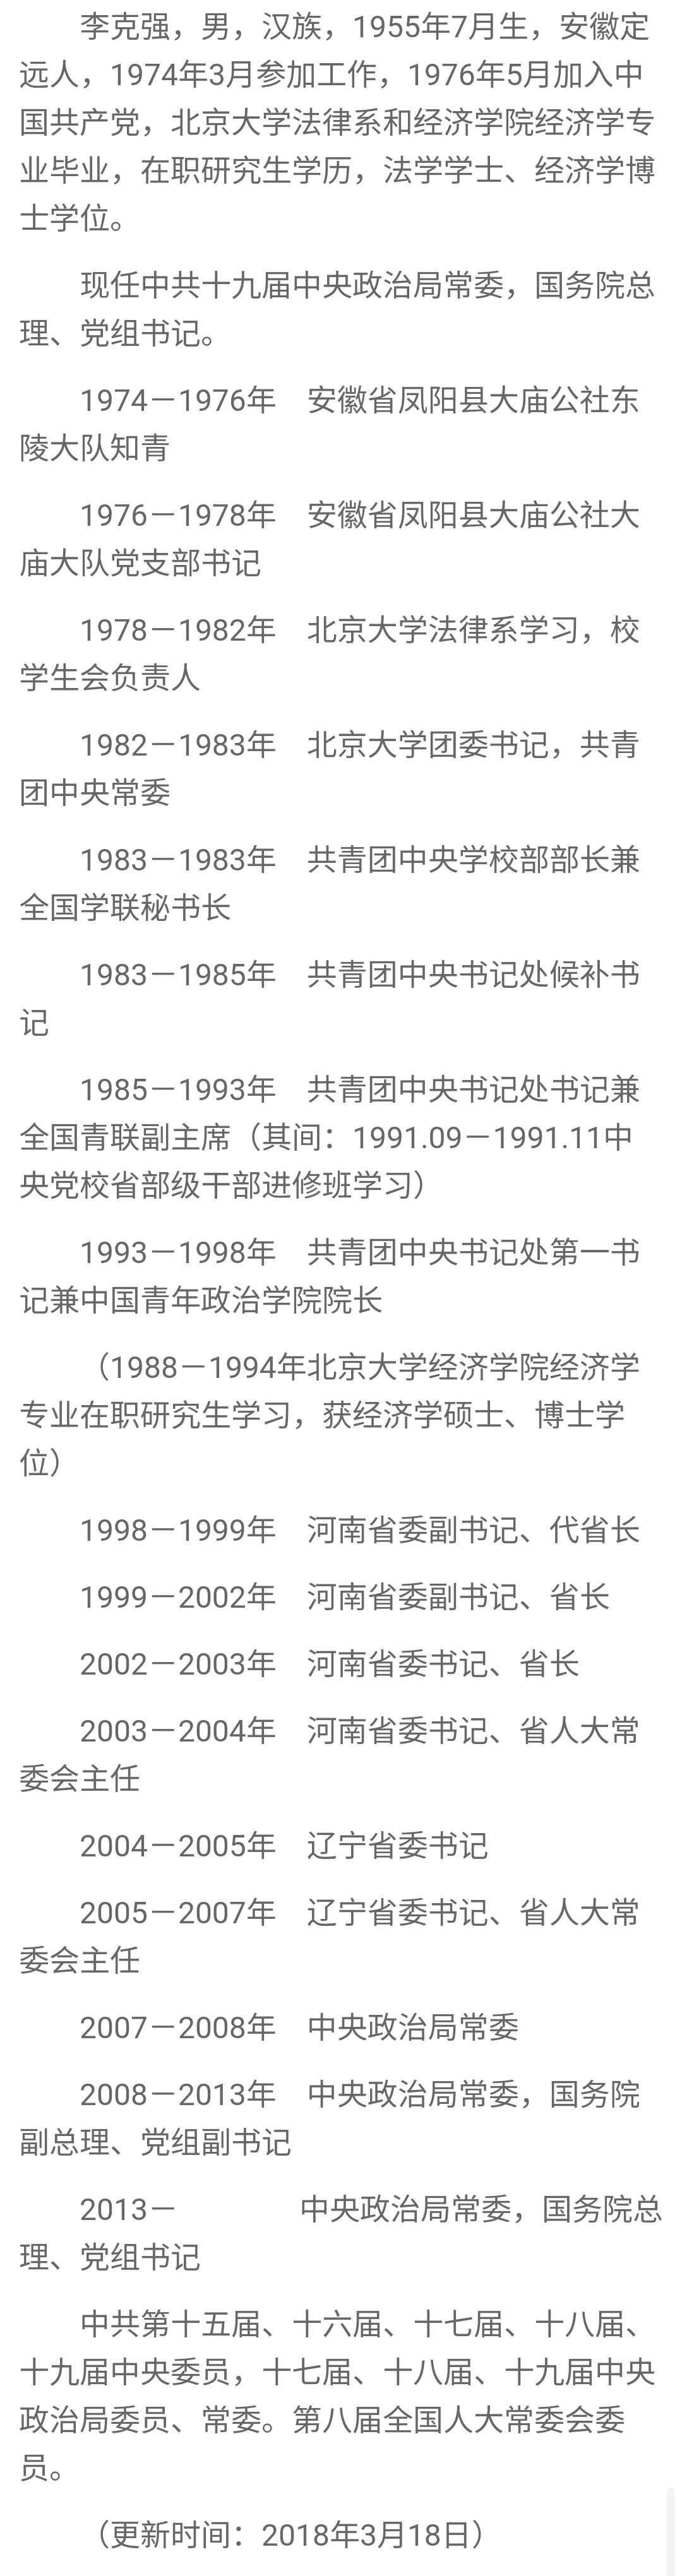 李克强，男，汉族，1955年7月生，安徽定
远人，1974年3月参加工作，1976年5月加入中
国共产党，北京大学法律系和经济学院经济学专
业毕业，在职研究生学历，法学学士、经济学博
士学位。
现任中共十九届中央政治局常委，国务院总
理、党组书记。
1974－1976年　安徽省凤阳县大庙公社东
陵大队知青
1976－1978年　安徽省凤阳县大庙公社大
庙大队党支部书记
1978－1982年　北京大学法律系学习，校
学生会负责人
1982－1983年　北京大学团委书记，共青
团中央常委
1983－1983年　共青团中央学校部部长兼
全国学联秘书长
1983－1985年　共青团中央书记处候补书
记
1985－1993年　共青团中央书记处书记兼
全国青联副主席（其间：1991.09－1991.11中
央党校省部级干部进修班学习）
1993－1998年　共青团中央书记处第一书
记兼中国青年政治学院院长
（1988－1994年北京大学经济学院经济学
专业在职研究生学习，获经济学硕士、博士学
位）
1998－1999年　河南省委副书记、代省长
1999－2002年　河南省委副书记、省长
2002－2003年　河南省委书记、省长
2003－2004年　河南省委书记、省人大常
委会主任
2004－2005年　辽宁省委书记
2005－2007年　辽宁省委书记、省人大常
委会主任
2007－2008年　中央政治局常委
2008－2013年　中央政治局常委，国务院
副总理、党组副书记
2013－　　　　中央政治局常委，国务院总
理、党组书记
中共第十五届、十六届、十七届、十八届、
十九届中央委员，十七届、十八届、十九届中央
政治局委员、常委。第八届全国人大常委会委
员。
（更新时间：2018年3月18日）